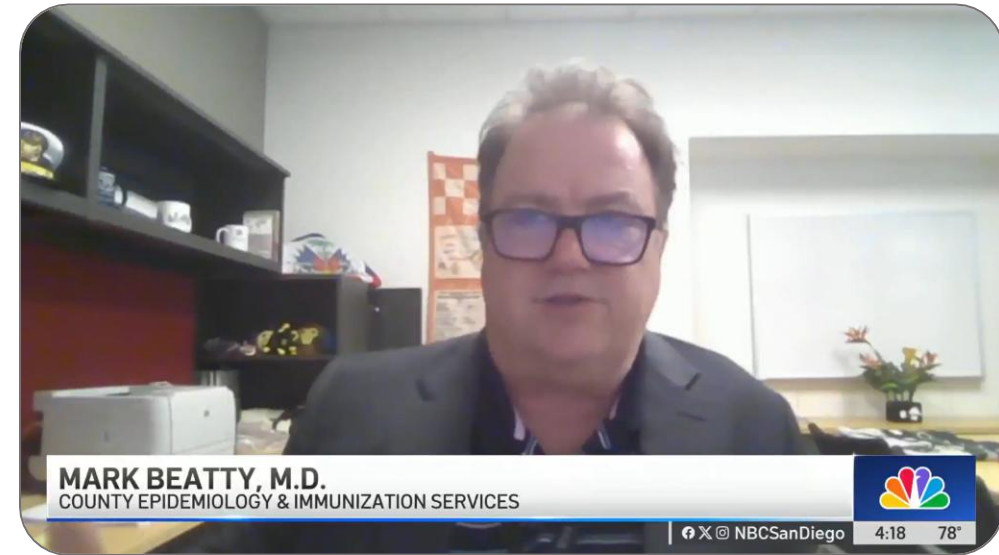 MARK BEATTY, M.D.
COUNTY EPIDEMIOLOGY & IMMUNIZATION SERVICES
NBCSanDiego
4:18 78°